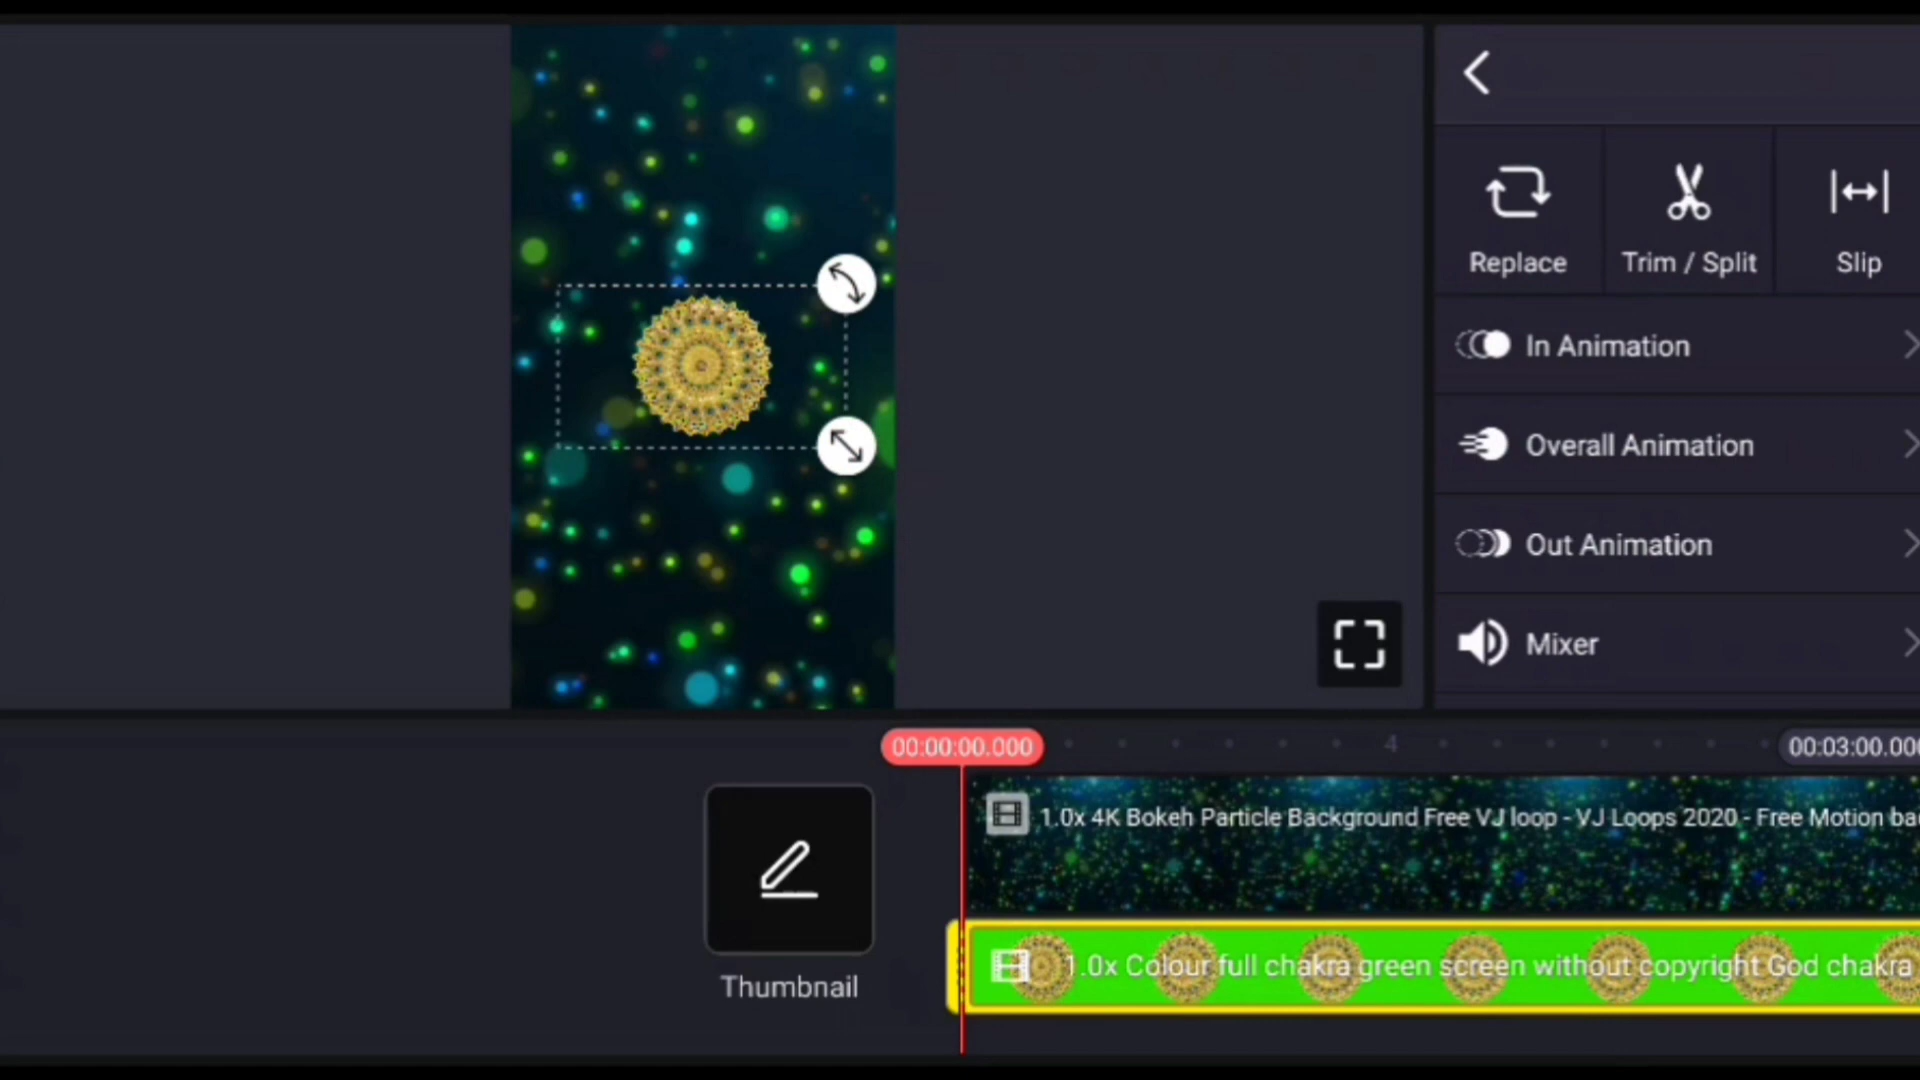 Replace
Trim / Split
Slip
In Animation
Overall Animation
Out Animation
Mixer
00:00:00.000
4
00:03:00.000
1.0x 4K Bokeh Particle Background Free VJ loop - VJ Loops 2020 - Free Motion ba
1.0x Colour full chakra green screen without copyright God chakra
Thumbnail